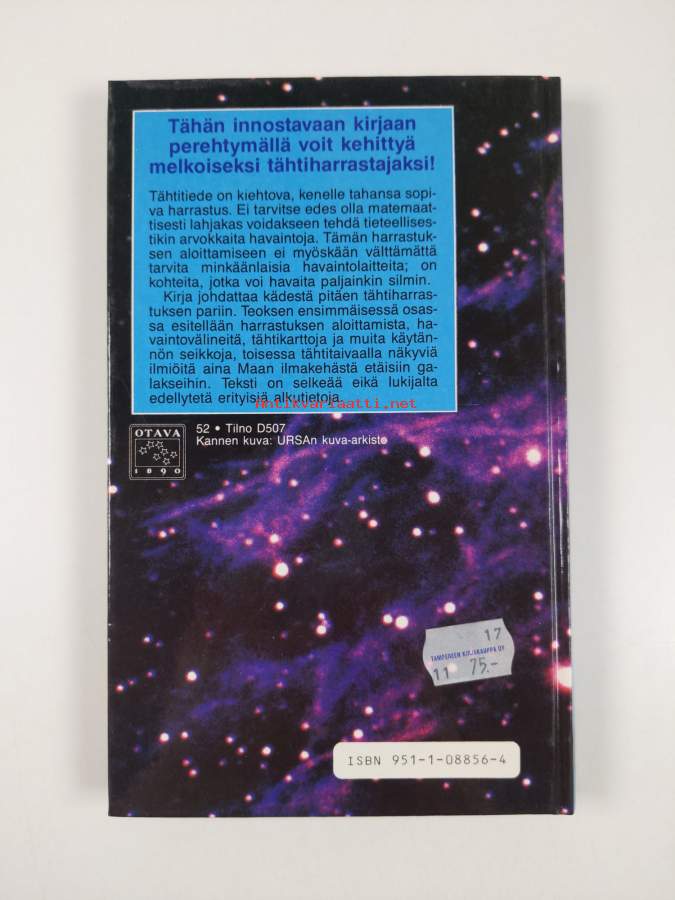 Tähän innostavaan kirjaan
perehtymällä voit kehittyä
melkoiseksi tähtiharrastajaksi!
Tähtitiede on kiehtova, kenelle tahansa sopi-
va harrastus. Ei tarvitse edes olla matemaat-
tisesti lahjakas voidakseen tehdä tieteellises-
tikin arvokkaita havaintoja. Tämän harrastuk-
sen aloittamiseen ei myöskään välttämättä
tarvita minkäänlaisia havaintolaitteita; on
kohteita, jotka voi havaita paljainkin silmin.
Kirja johdattaa kädestä pitäen tähtiharras-
tuksen pariin. Teoksen ensimmäisessä osas-
sa esitellään harrastuksen aloittamista, ha-
vaintovälineitä, tähtikarttoja ja muita käytän-
nön seikkoja, toisessa tähtitaivaalla näkyviä
ilmiöitä aina Maan ilmakehästä etäisiin ga-
lakseihin. Teksti on selkeää eikä lukijalta
edellytetä erityisiä alkutietoja.
Antikvariaatti.net
OTAVA
1890
52 • Tilno D507
Kannen kuva: URSAn kuva-arkisto
17
TAMPEREEN KIRJAKAUPPA OY
11 75.-
ISBN 951-1-08856-4